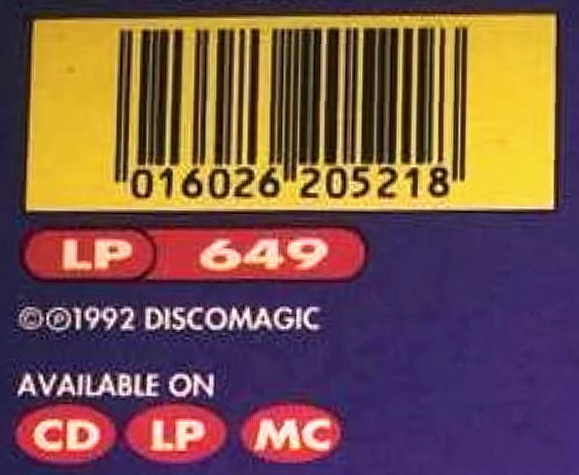 016026 205218
LP 649
©℗1992 DISCOMAGIC
AVAILABLE ON
CD LP MC